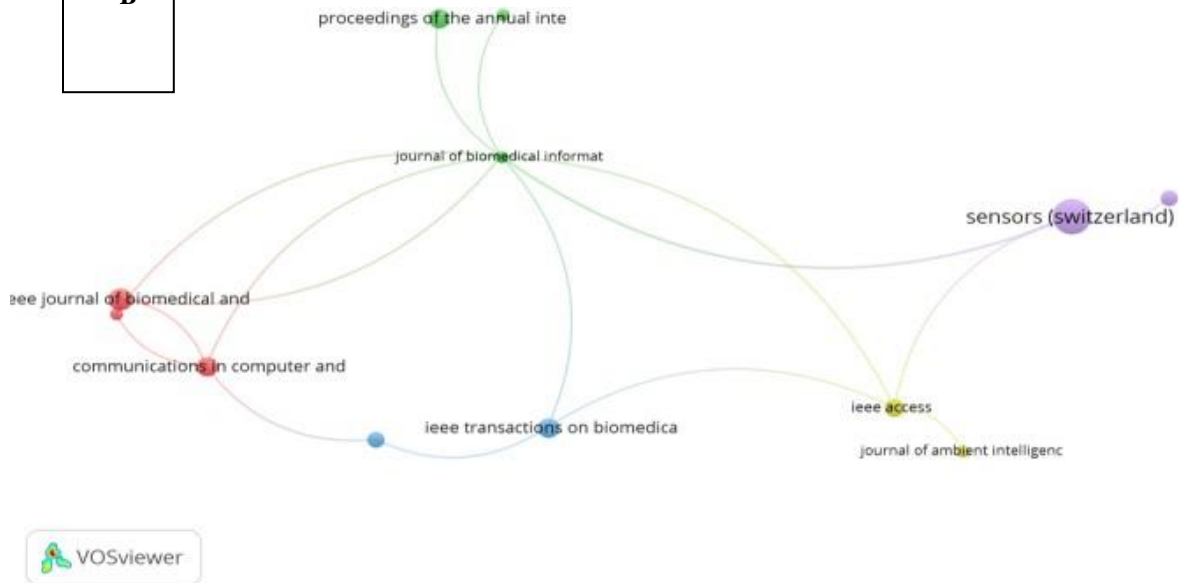 B
proceedings of the annual inte
journal of biomedical informat
sensors (switzerland)
eee journal of biomedical and
communications in computer and
ieee transactions on biomedica
ieee access
journal of ambient intelligenc
VOSviewer